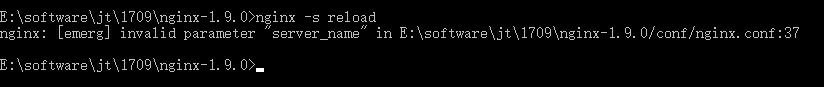 E:\software\jt\1709\nginx-1.9.0>nginx -s reload
nginx: [emerg] invalid parameter "server_name" in E:\software\jt\1709\nginx-1.9.0/conf/nginx.conf:37
E:\software\jt\1709\nginx-1.9.0>